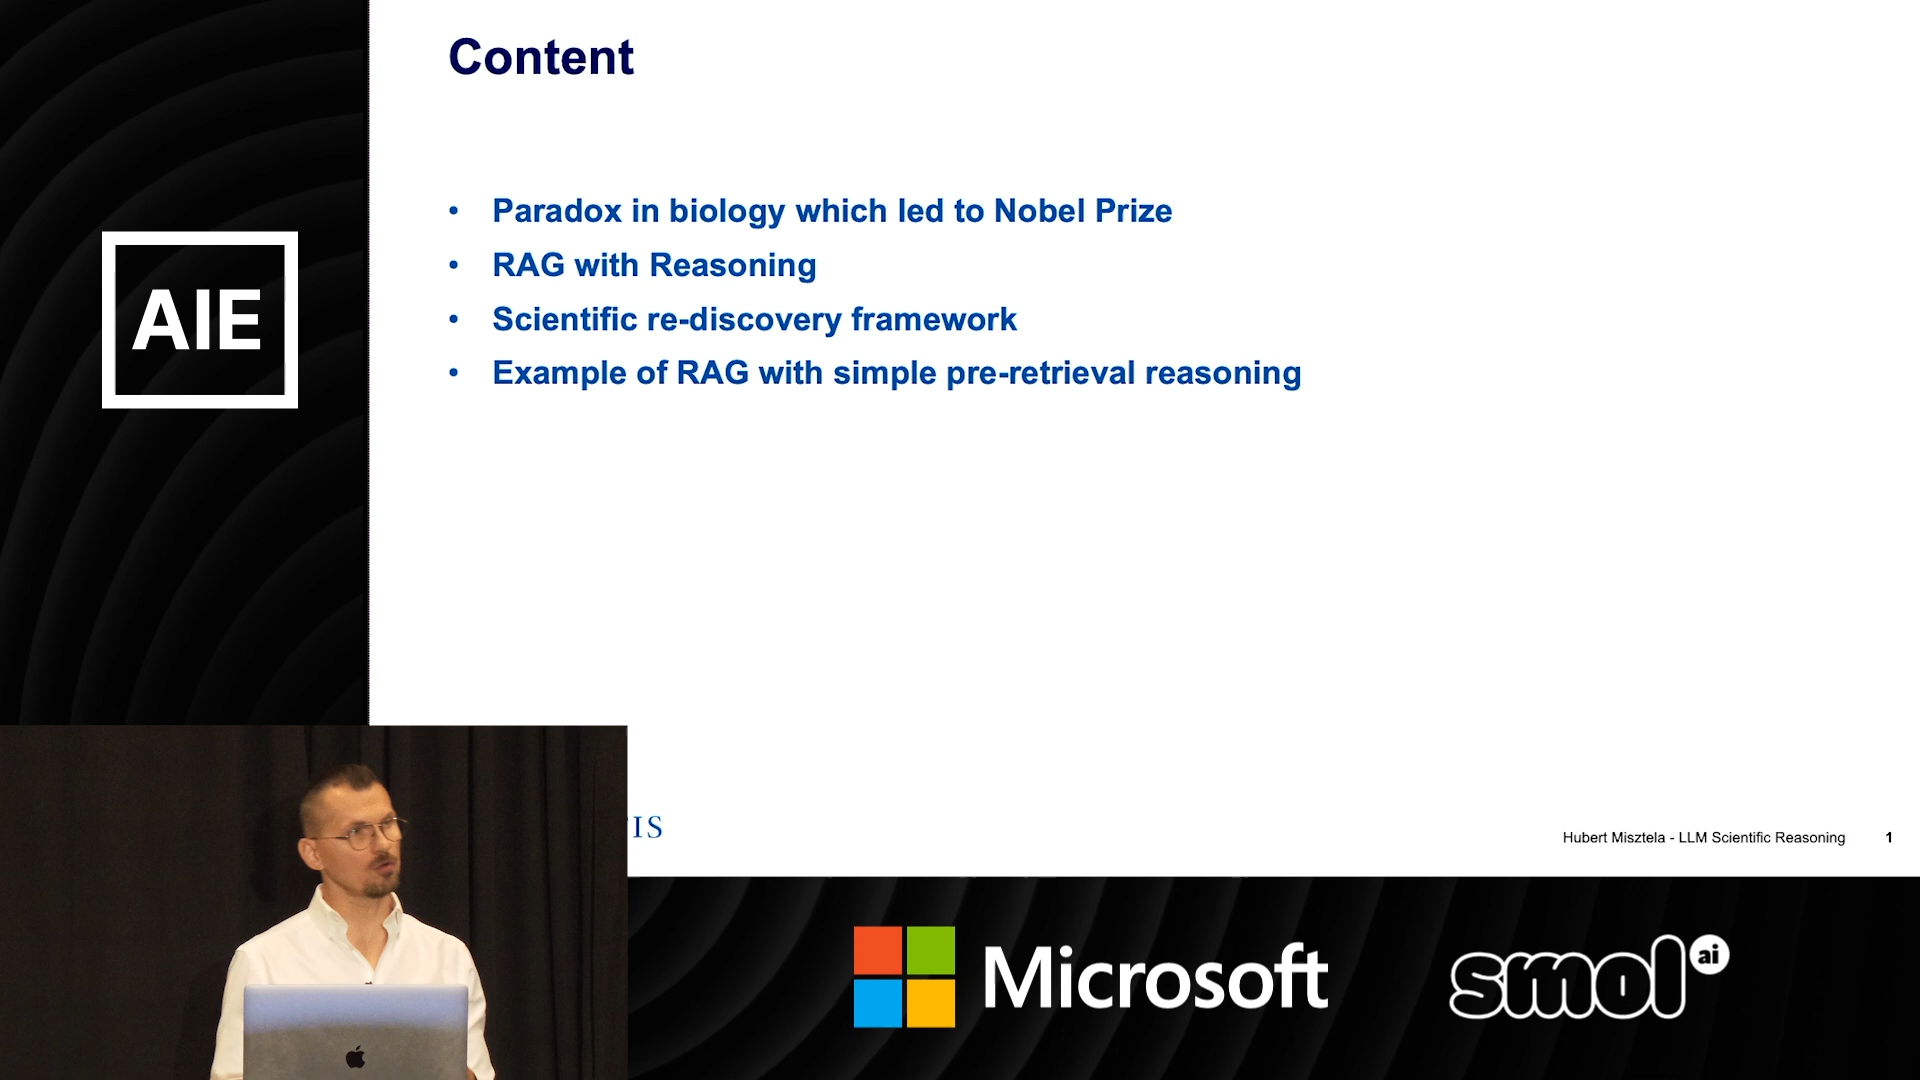 Content
• Paradox in biology which led to Nobel Prize
• RAG with Reasoning
• Scientific re-discovery framework
• Example of RAG with simple pre-retrieval reasoning
AIE
IS
Hubert Misztela - LLM Scientific Reasoning 1
Microsoft
smol ai